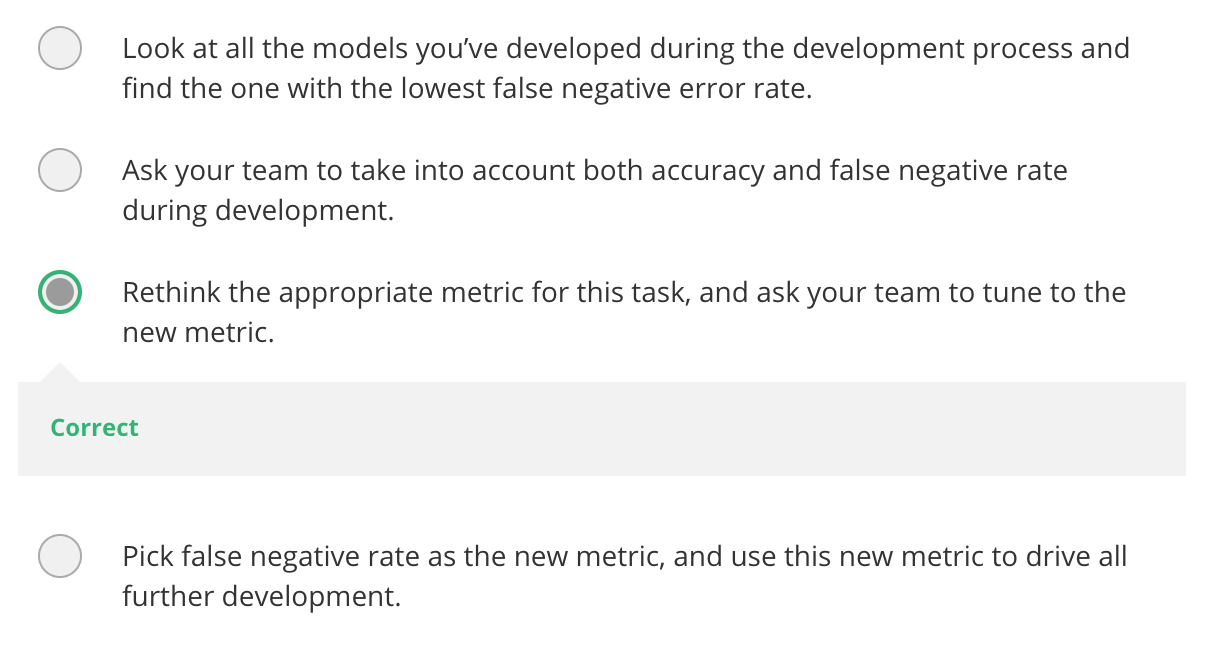 Look at all the models you’ve developed during the development process and
find the one with the lowest false negative error rate.
Ask your team to take into account both accuracy and false negative rate
during development.
Rethink the appropriate metric for this task, and ask your team to tune to the
new metric.
Correct
Pick false negative rate as the new metric, and use this new metric to drive all
further development.